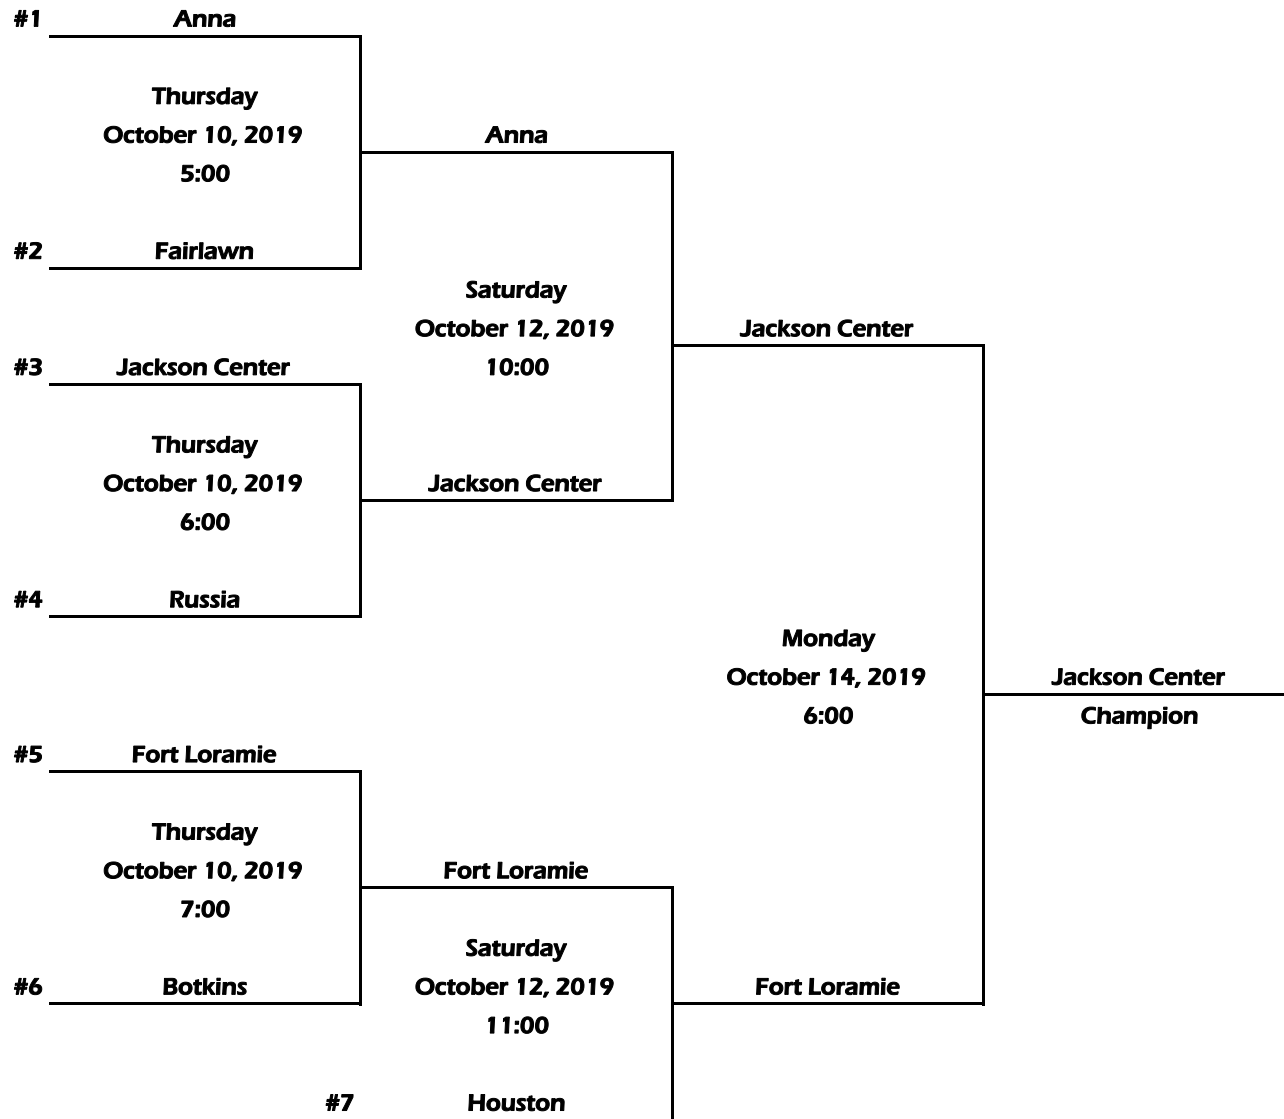 #1 Anna
Thursday
October 10, 2019
5:00
#2 Fairlawn
Anna
Saturday
October 12, 2019
10:00
#3 Jackson Center
Thursday
October 10, 2019
6:00
#4 Russia
Jackson Center
Jackson Center
Monday
October 14, 2019
6:00
Jackson Center
Champion
#5 Fort Loramie
Thursday
October 10, 2019
7:00
#6 Botkins
Fort Loramie
Saturday
October 12, 2019
11:00
#7 Houston
Fort Loramie